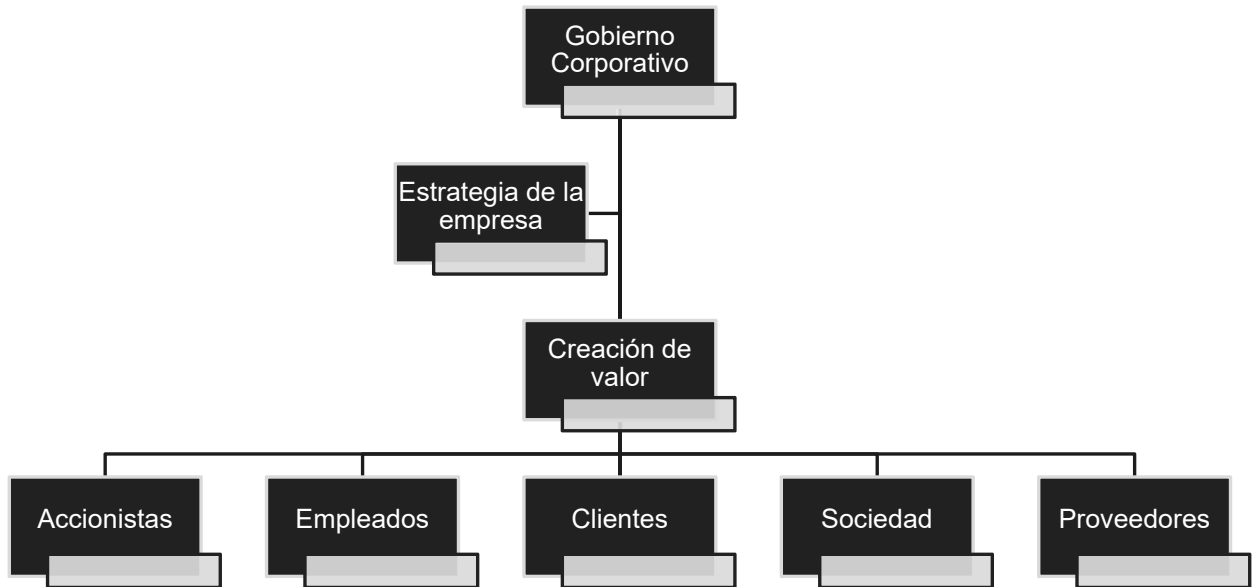 Gobierno
Corporativo
Estrategia de la
empresa
Creación de
valor
Accionistas
Empleados
Clientes
Sociedad
Proveedores